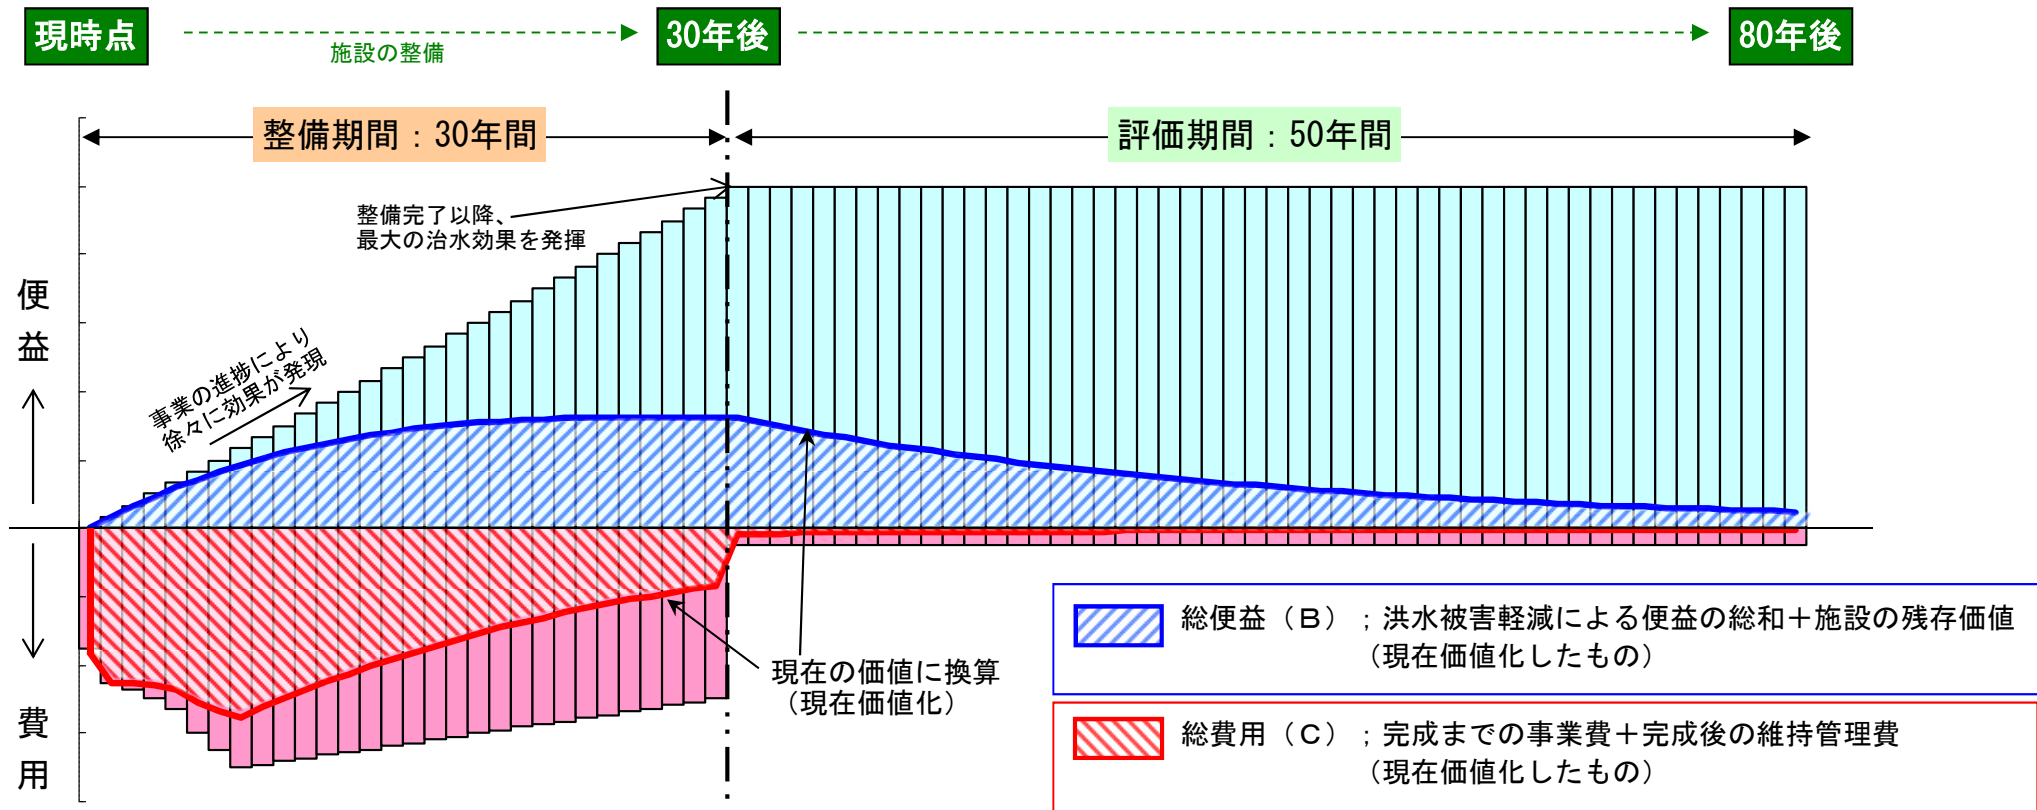 現時点
施設の整備
30年後
80年後
整備期間：30年間
評価期間：50年間
整備完了以降、
最大の治水効果を発揮
便益
事業の進捗により
徐々に効果が発現
費用
現在の価値に換算
（現在価値化）
総便益（Ｂ）；洪水被害軽減による便益の総和＋施設の残存価値
（現在価値化したもの）
総費用（Ｃ）；完成までの事業費＋完成後の維持管理費
（現在価値化したもの）